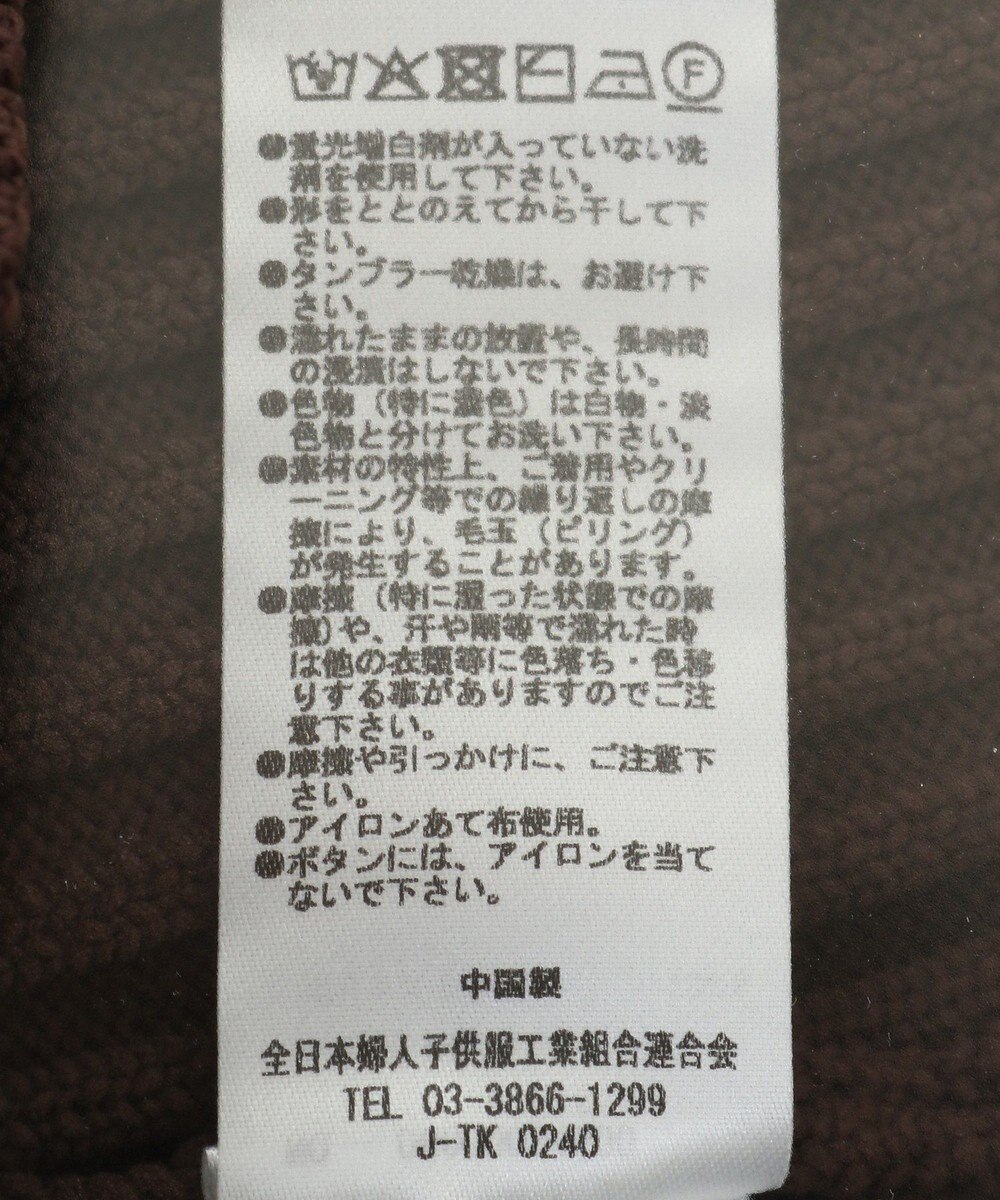 F
●蛍光増白剤が入っていない洗
剤を使用して下さい。
●形をととのえてから干して下
さい。
●タンブラー乾燥は、お避け下
さい。
●濡れたままの放置や、長時間
の浸漬はしないで下さい。
●色物（特に濃色）は白物・淡
色物と分けてお洗い下さい。
●素材の特性上、ご着用やクリ
ーニング等での繰り返しの摩
擦により、毛玉（ピリング）
が発生することがあります。
●摩擦（特に湿った状態での摩
擦）や、汗や雨等で濡れた時
は他の衣類等に色落ち・色移
りする事がありますのでご注
意下さい。
●摩擦や引っかけに、ご注意下
さい。
●アイロンあて布使用。
●ボタンには、アイロンを当て
ないで下さい。
中国製
全日本婦人子供服工業組合連合会
TEL 03-3866-1299
J-TK 0240